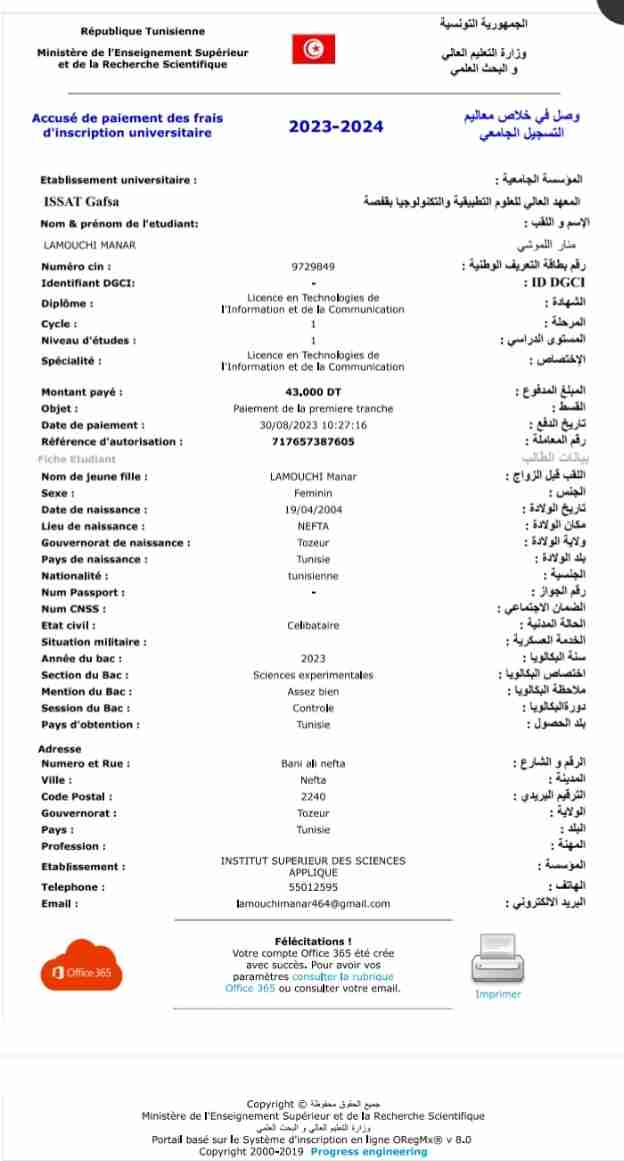 République Tunisienne
الجمهورية التونسية
Ministère de l'Enseignement Supérieur
et de la Recherche Scientifique
وزارة التعليم العالي
و البحث العلمي
Accusé de paiement des frais
d'inscription universitaire
2023-2024
وصل في خلاص معاليم
التسجيل الجامعي
Etablissement universitaire :
المؤسسة الجامعية :
ISSAT Gafsa
المعهد العالي للعلوم التطبيقية والتكنولوجيا بقفصة
Nom & prénom de l'etudiant:
الإسم و اللقب :
LAMOUCHI MANAR
منار اللموشي
Numéro cin : 9729849 رقم بطاقة التعريف الوطنية :
Identifiant DGCI: - ID DGCI :
Diplôme : Licence en Technologies de
l'Information et de la Communication الشهادة :
Cycle : 1 المرحلة :
Niveau d'études : 1 المستوى الدراسي :
Spécialité : Licence en Technologies de
l'Information et de la Communication الإختصاص :
Montant payé : 43,000 DT المبلغ المدفوع :
Objet : Paiement de la premiere tranche القسط :
Date de paiement : 30/08/2023 10:27:16 تاريخ الدفع :
Référence d'autorisation : 717657387605 رقم المعاملة :
Fiche Etudiant بيانات الطالب
Nom de jeune fille : LAMOUCHI Manar اللقب قبل الزواج :
Sexe : Feminin الجنس :
Date de naissance : 19/04/2004 تاريخ الولادة :
Lieu de naissance : NEFTA مكان الولادة :
Gouvernorat de naissance : Tozeur ولاية الولادة :
Pays de naissance : Tunisie بلد الولادة :
Nationalité : tunisienne الجنسية :
Num Passport : - رقم الجواز :
Num CNSS : الضمان الاجتماعي :
Etat civil : Celibataire الحالة المدنية :
Situation militaire : الخدمة العسكرية :
Année du bac : 2023 سنة البكالويا :
Section du Bac : Sciences experimentales اختصاص البكالويا :
Mention du Bac : Assez bien ملاحظة البكالويا :
Session du Bac : Controle دورةالبكالويا :
Pays d'obtention : Tunisie بلد الحصول :
Adresse
Numero et Rue : Bani ali nefta الرقم و الشارع :
Ville : Nefta المدينة :
Code Postal : 2240 الترقيم البريدي :
Gouvernorat : Tozeur الولاية :
Pays : Tunisie البلد :
Profession : المهنة :
Etablissement : INSTITUT SUPERIEUR DES SCIENCES
APPLIQUE المؤسسة :
Telephone : 55012595 الهاتف :
Email : lamouchimanar464@gmail.com البريد الالكتروني :
Office 365
Félécitations !
Votre compte Office 365 été crée
avec succès. Pour avoir vos
paramètres consulter la rubrique
Office 365 ou consulter votre email.
Imprimer
Copyright © جميع الحقوق محفوظة
Ministère de l'Enseignement Supérieur et de la Recherche Scientifique
وزارة التعليم العالي و البحث العلمي
Portail basé sur le Système d'inscription en ligne ORegMx® v 8.0
Copyright 2000-2019 Progress engineering